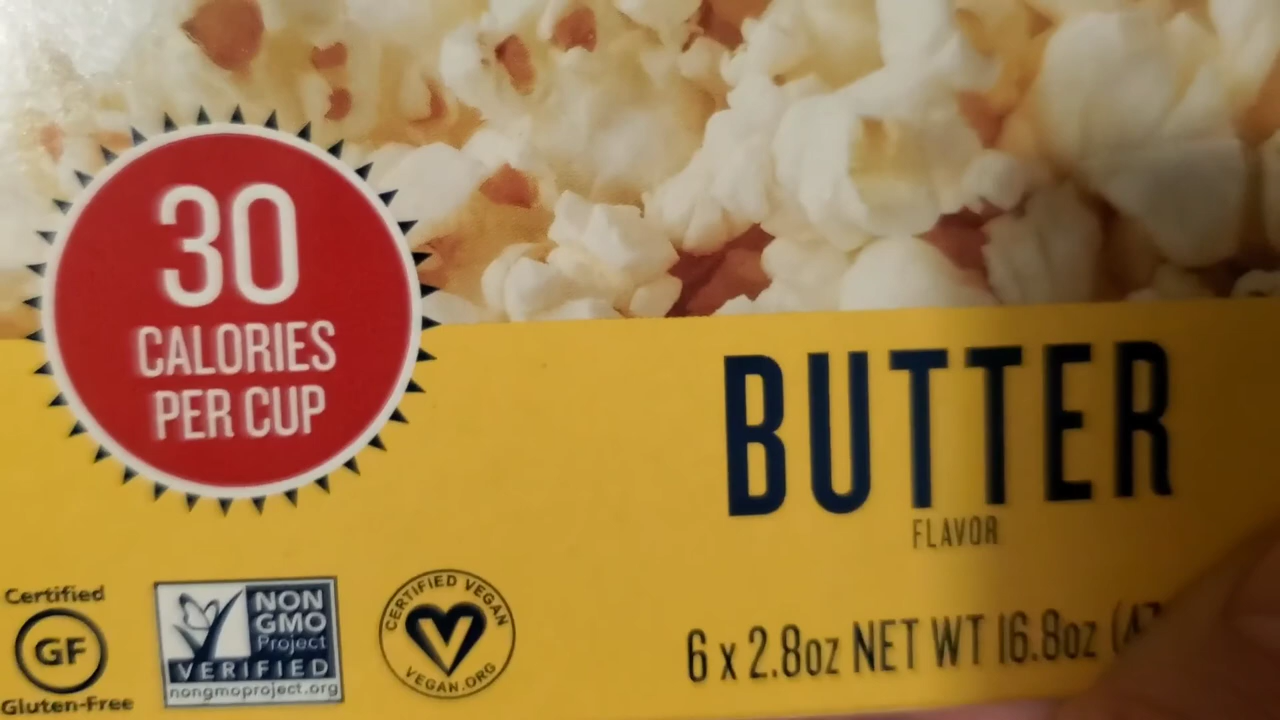 30
CALORIES
PER CUP
BUTTER
FLAVOR
Certified
GF
Gluten-Free
NON
GMO
Project
VERIFIED
nongmoproject.org
CERTIFIED VEGAN
VEGAN.ORG
6 x 2.8oz NET WT 16.8oz